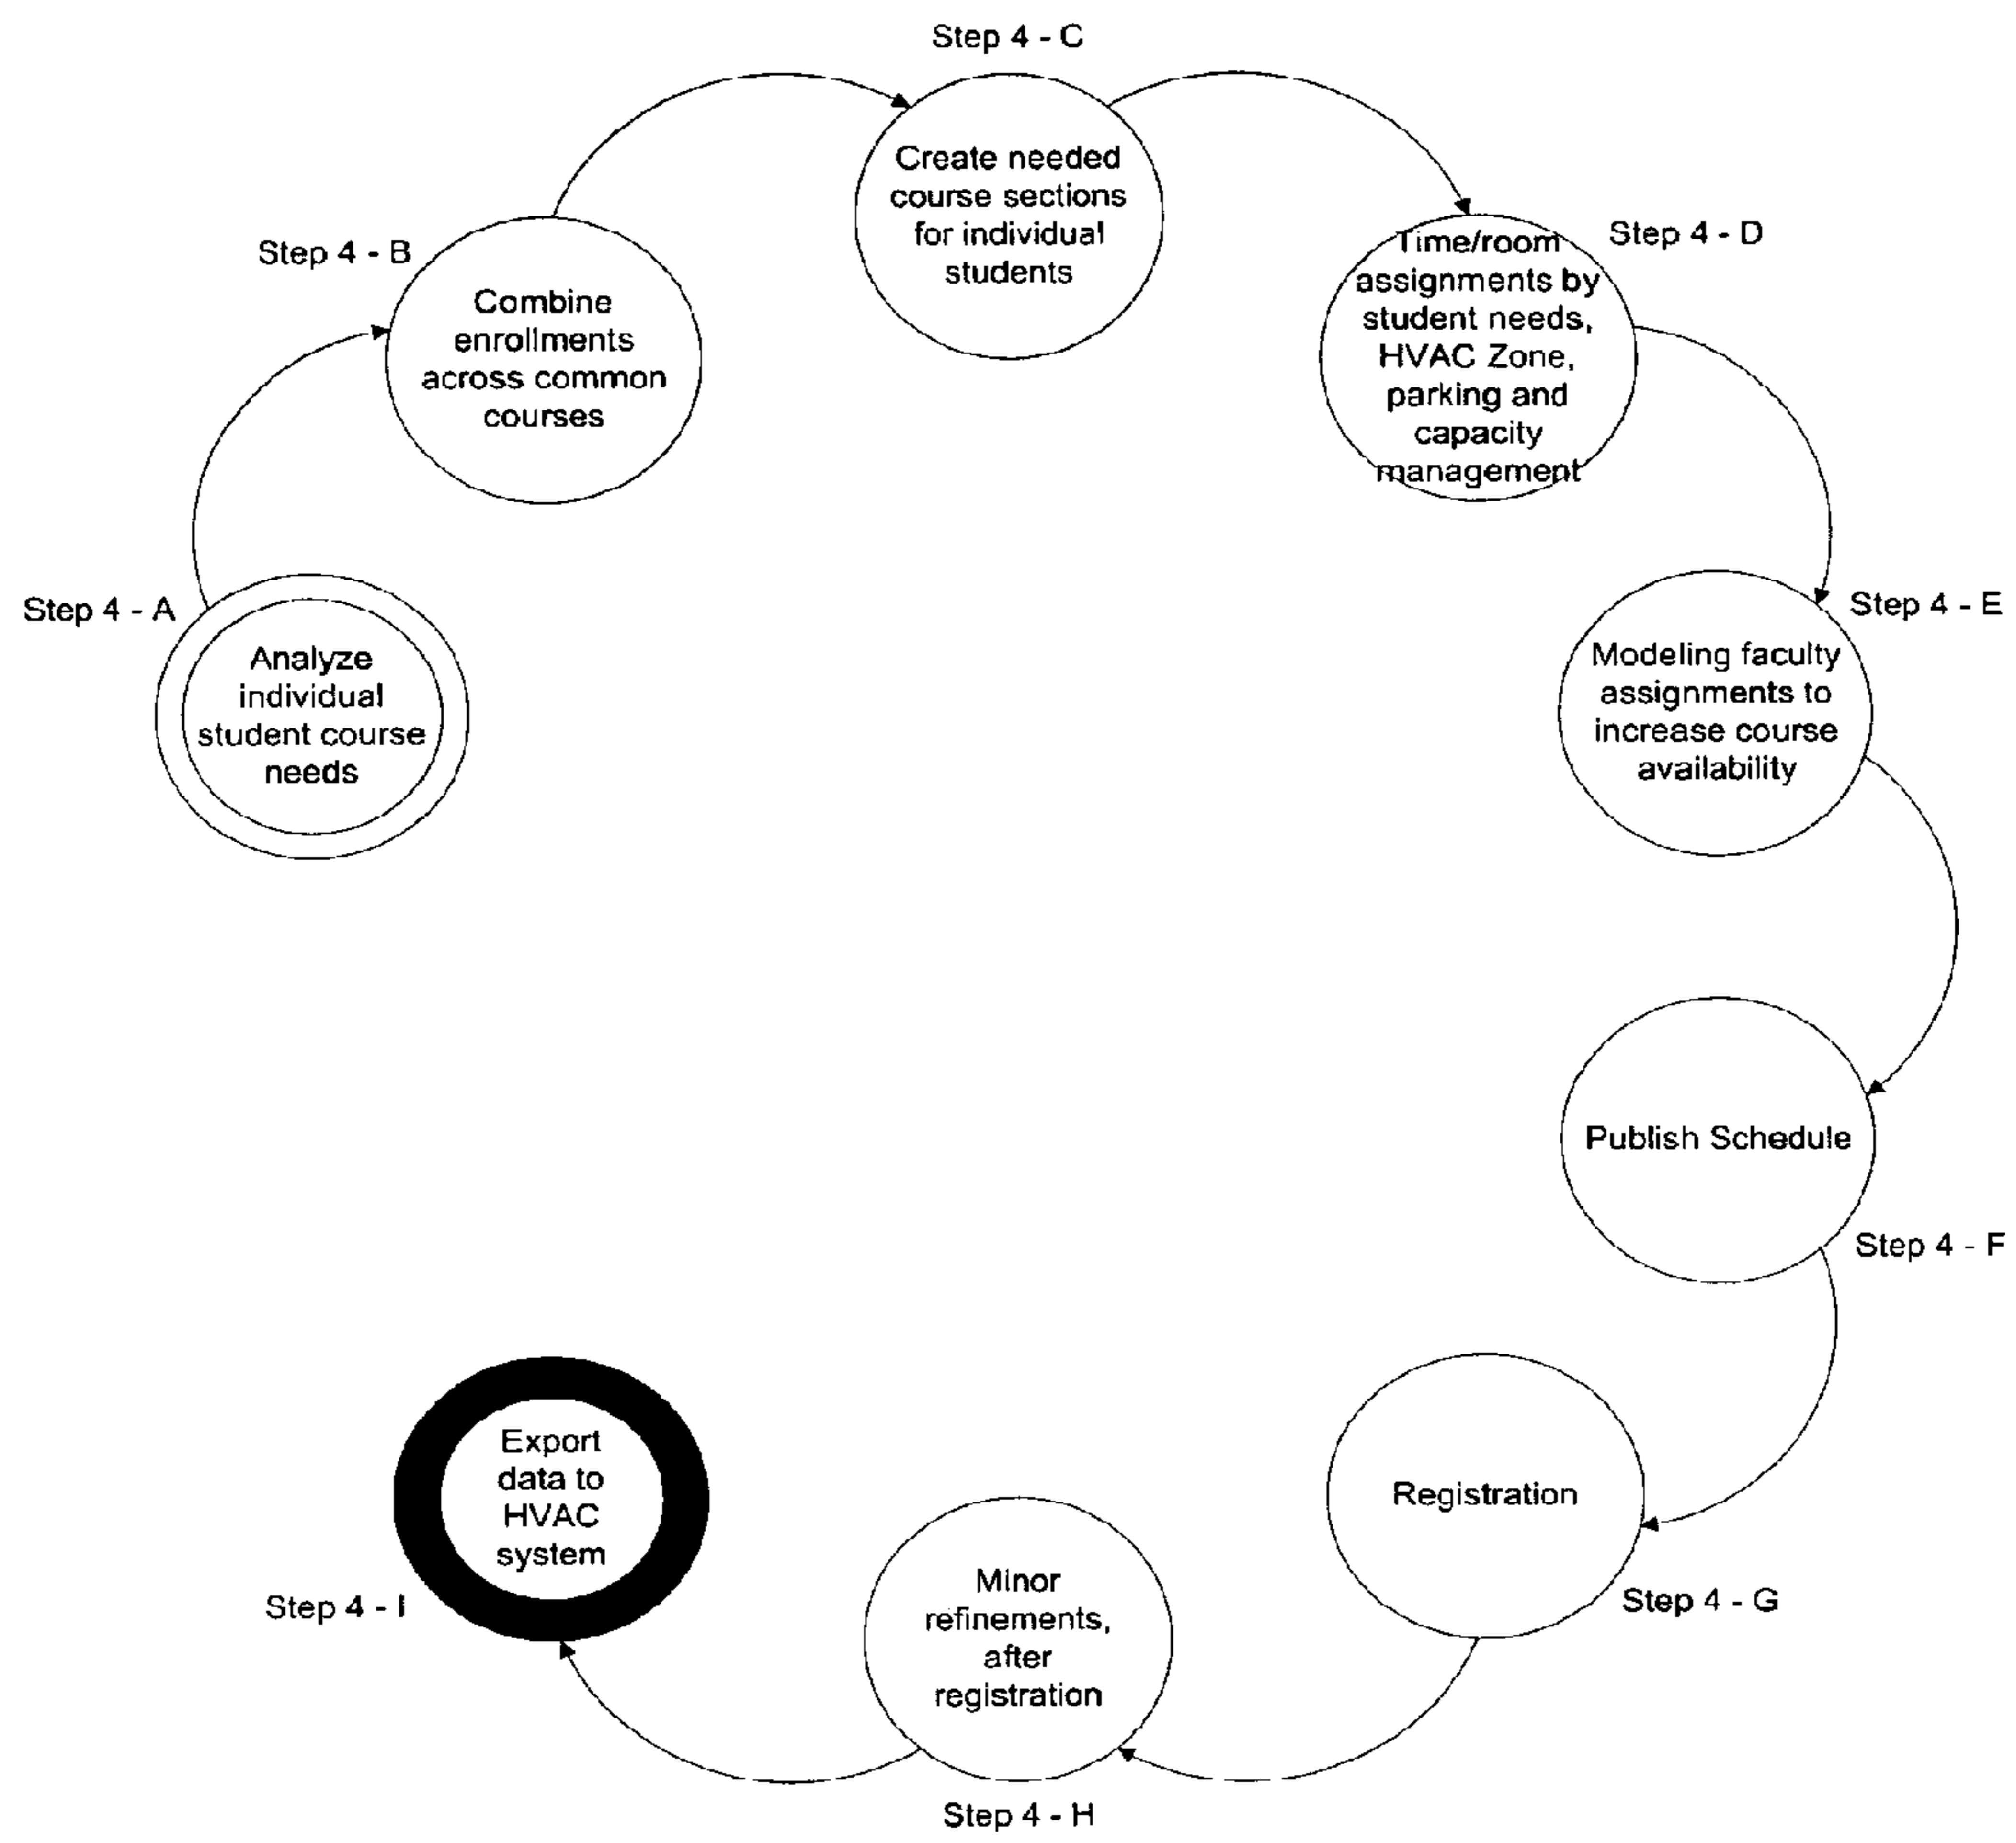 Step 4 - C
Create needed
course sections
for individual
students
Step 4 - B
Combine
enrollments
across common
courses
Step 4 - D
Time/room
assignments by
student needs,
HVAC Zone,
parking and
capacity
management
Step 4 - A
Analyze
individual
student course
needs
Step 4 - E
Modeling faculty
assignments to
increase course
availability
Publish Schedule
Step 4 - F
Registration
Step 4 - G
Minor
refinements,
after
registration
Step 4 - H
Export
data to
HVAC
system
Step 4 - I